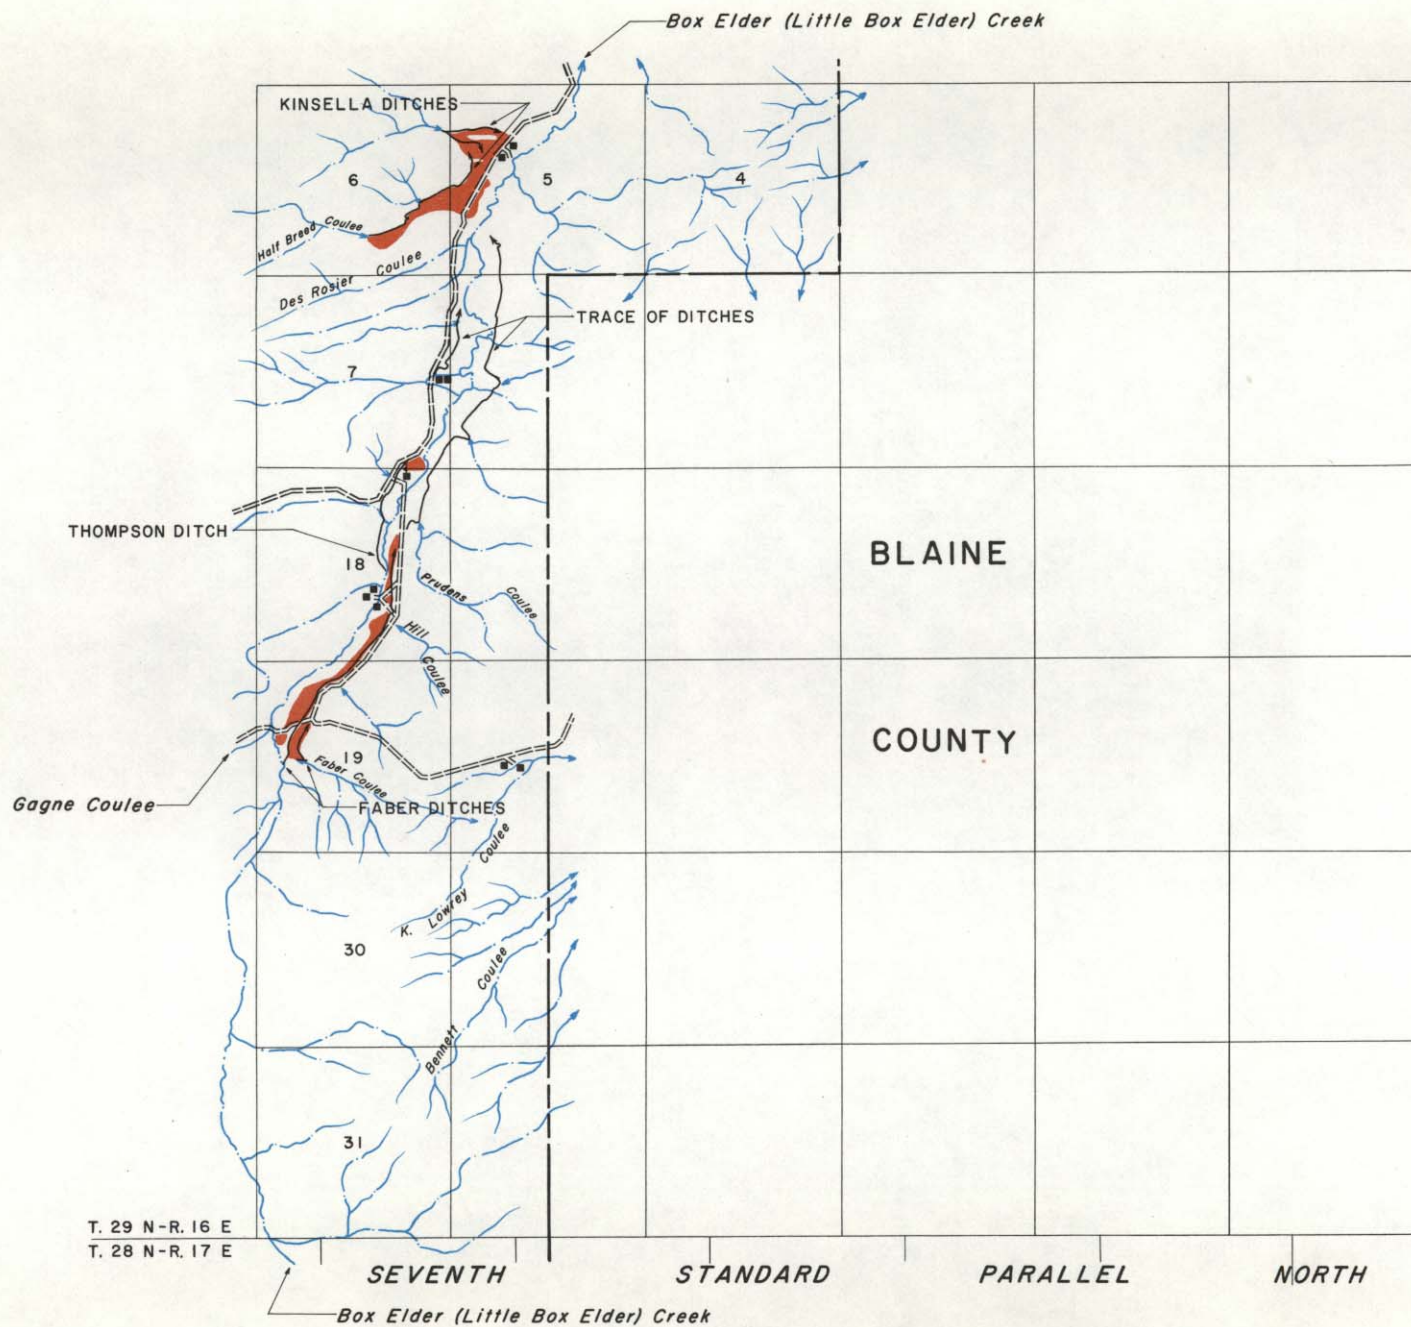 Box Elder (Little Box Elder) Creek
KINSELLA DITCHES
6
5
4
Half Breed Coulee
Des Rosier Coulee
TRACE OF DITCHES
7
THOMPSON DITCH
18
BLAINE
Prudens Coulee
Hill Coulee
COUNTY
19
Faber Coulee
Gagne Coulee
FABER DITCHES
K. Lowrey Coulee
30
Bennett Coulee
31
T. 29 N-R. 16 E
T. 28 N-R. 17 E
SEVENTH STANDARD PARALLEL NORTH
Box Elder (Little Box Elder) Creek